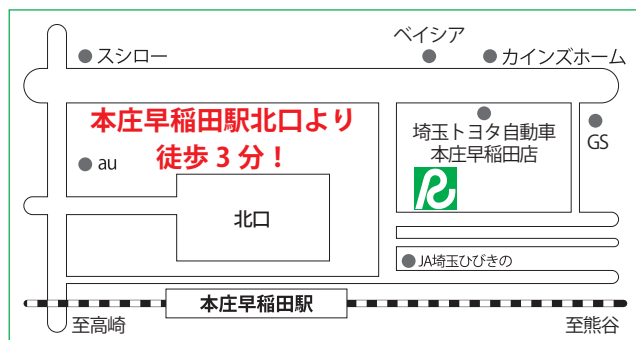 ベイシア
スシロー
カインズホーム
本庄早稲田駅北口より
徒歩3分！
埼玉トヨタ自動車
本庄早稲田店
GS
au
北口
JA埼玉ひびきの
本庄早稲田駅
至高崎
至熊谷